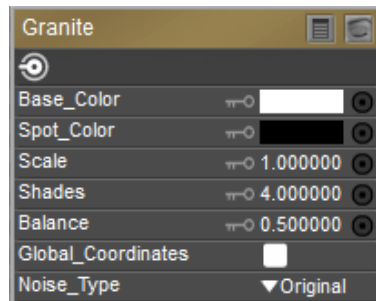 Granite
Base_Color
Spot_Color
Scale 1.000000
Shades 4.000000
Balance 0.500000
Global_Coordinates
Noise_Type Original